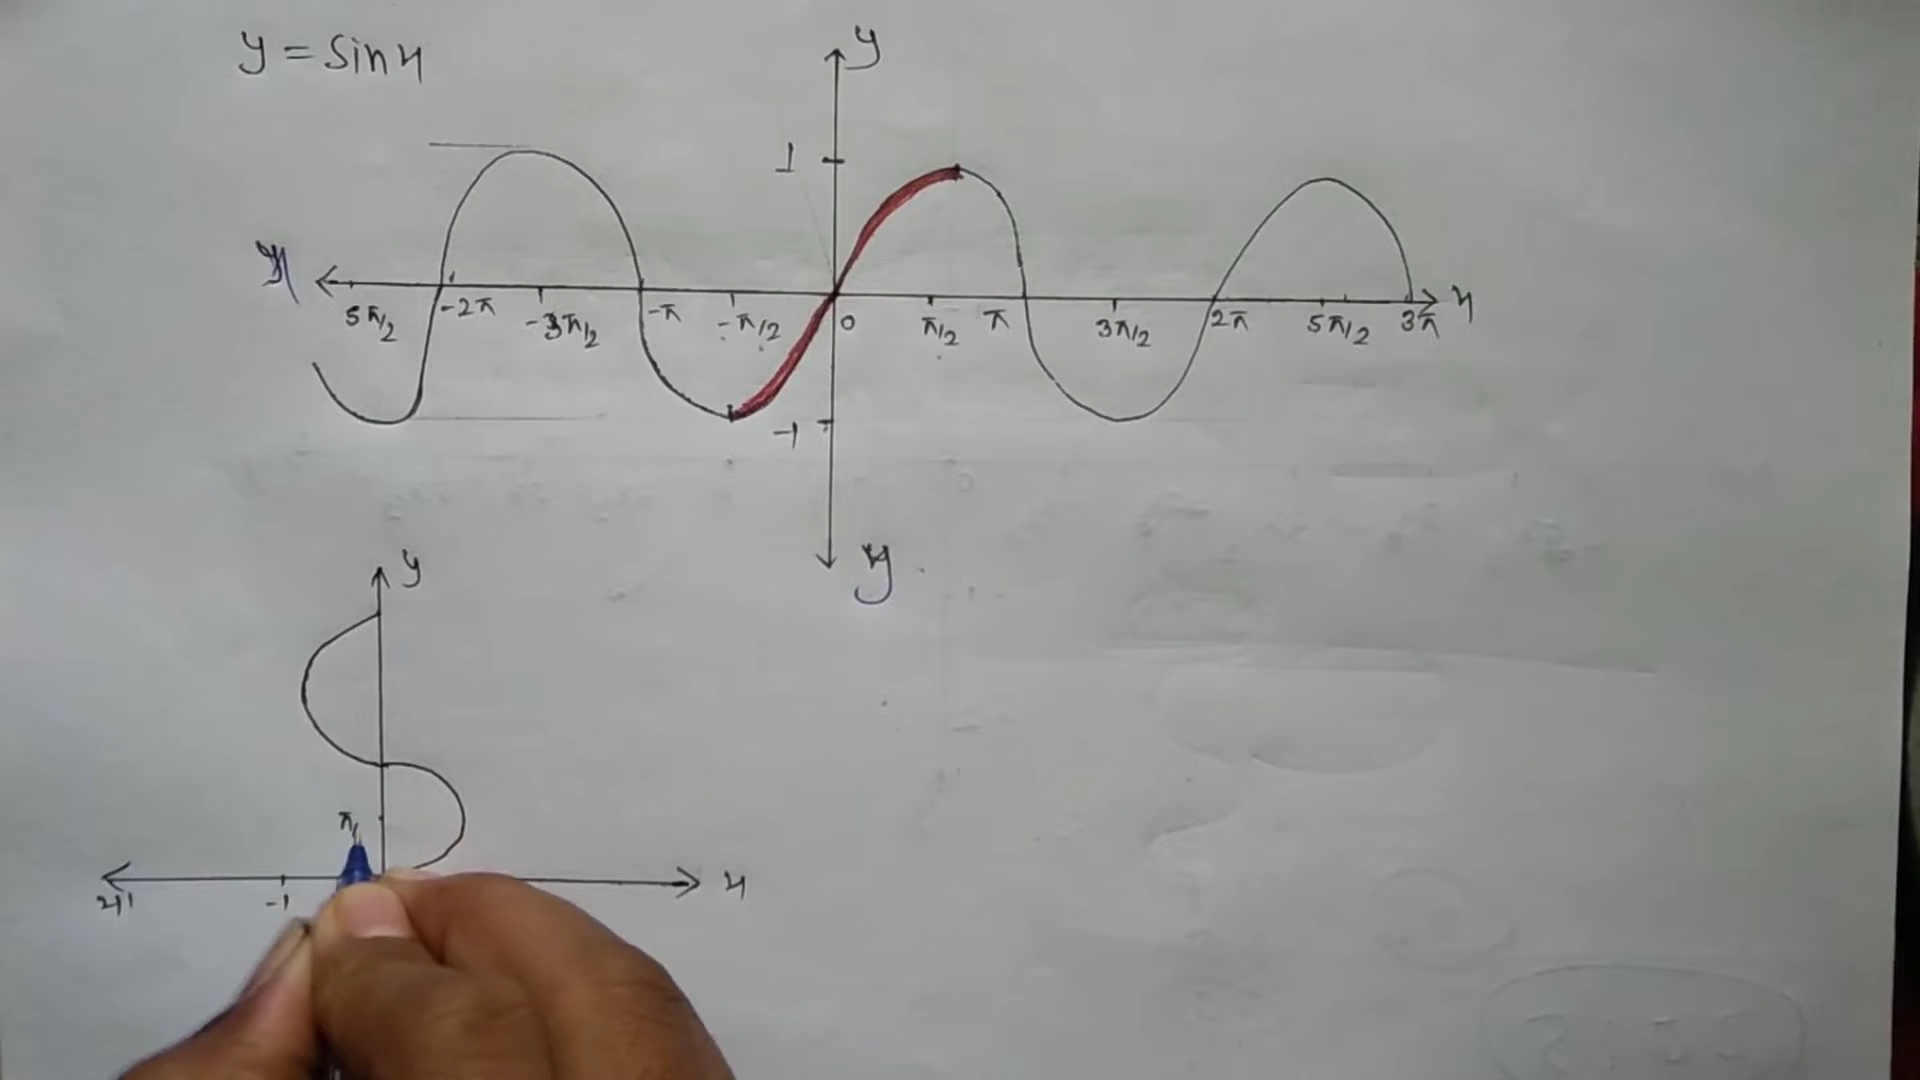 y = sin x
y
1
x
5π/2 -2π -3π/2 -π -π/2 0 π/2 π 3π/2 2π 5π/2 3π x
-1
y
y
π/
x' -1 x